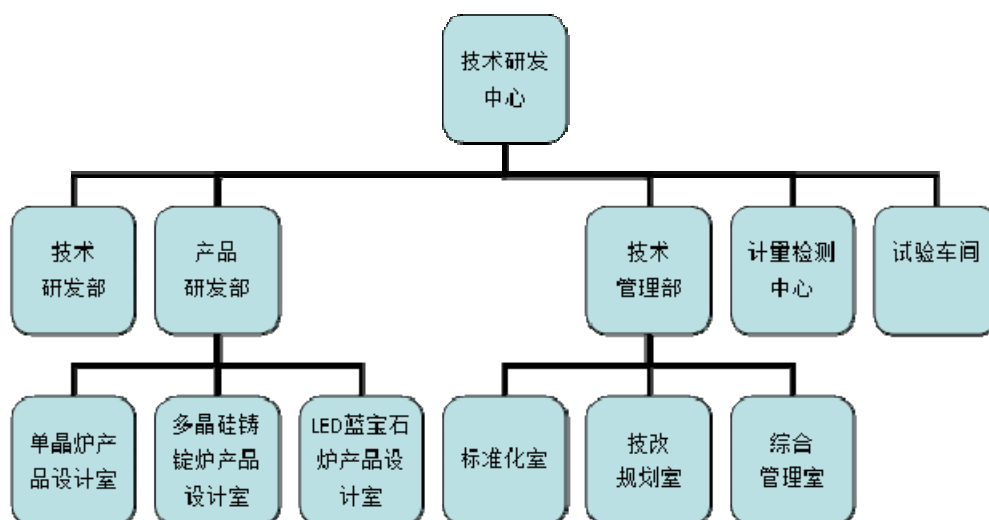 技术研发
中心
技术
研发部
产品
研发部
技术
管理部
计量检测
中心
试验车间
单晶炉产
品设计室
多晶硅铸
锭炉产品
设计室
LED蓝宝石
炉产品设
计室
标准化室
技改
规划室
综合
管理室